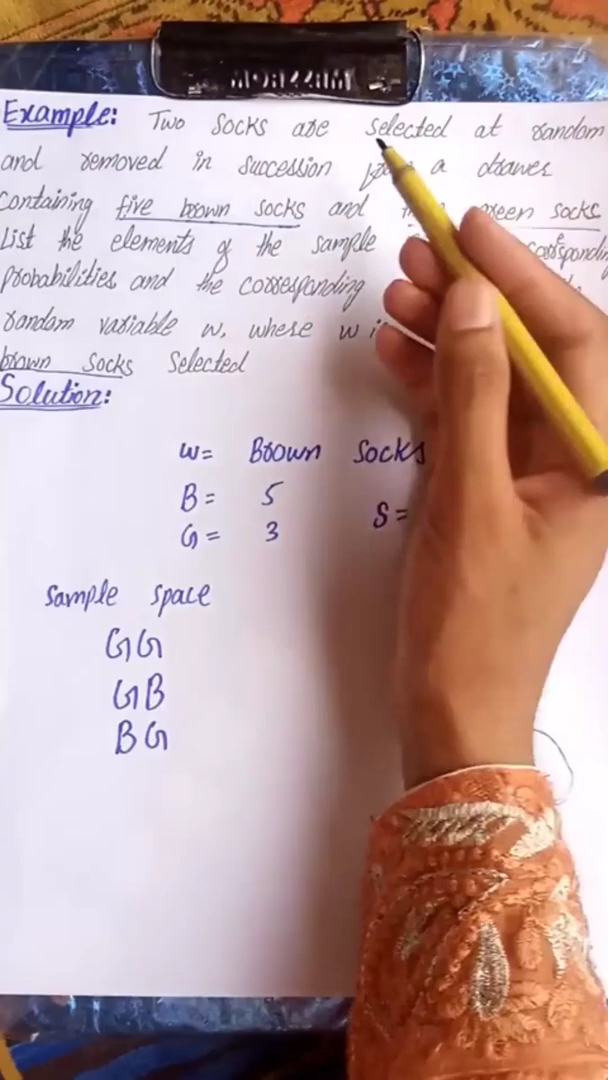 MOAZZAM
Example: Two Socks are selected at random
and removed in succession a drawer
Containing five brown socks and green socks.
List the elements of the sample
Probabilities and the corresponding
random variable w, where w
brown socks Selected
Solution:
w= Brown Socks
B= 5
S=
G= 3
Sample space
GG
GB
BG